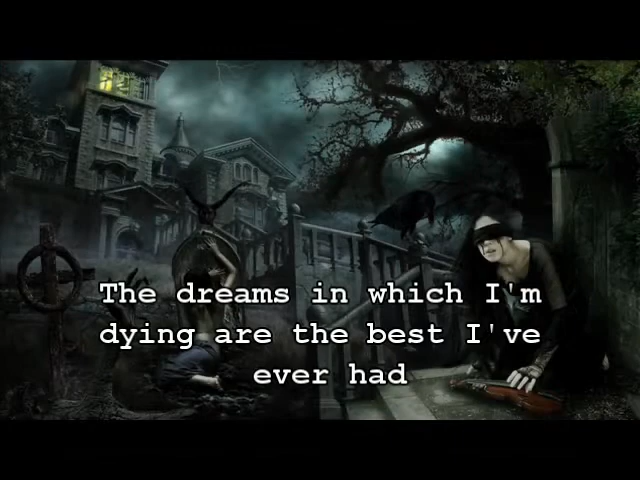 The dreams in which I'm
dying are the best I've
ever had